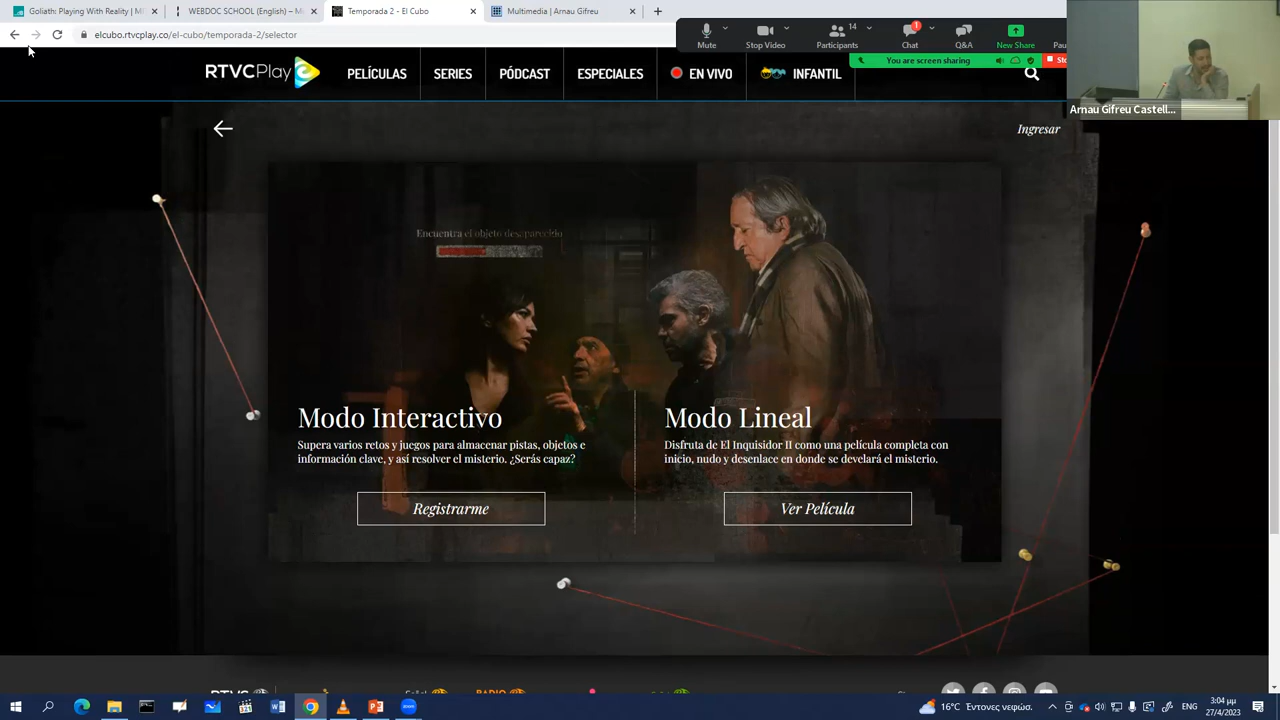 Goliath: Playing With Reality | Mi
WEBDOC SCHOOL (English) – W
Temporada 2 - El Cubo
Multimedia | Arnau Gifreu
elcubo.rtvcplay.co/el-cubo/temporada-2/selector
Mute
Stop Video
14
Participants
1
Chat
Q&A
New Share
Pau
You are screen sharing
Sto
Arnau Gifreu Castell...
RTVCPlay
PELÍCULAS
SERIES
PÓDCAST
ESPECIALES
EN VIVO
INFANTIL
Ingresar
Encuentra el objeto desaparecido
Modo Interactivo
Supera varios retos y juegos para almacenar pistas, objetos e
información clave, y así resolver el misterio. ¿Serás capaz?
Registrarme
Modo Lineal
Disfruta de El Inquisidor II como una película completa con
inicio, nudo y desenlace en donde se develará el misterio.
Ver Película
16°C Έντονες νεφώσ.
3:04 μμ
27/4/2023